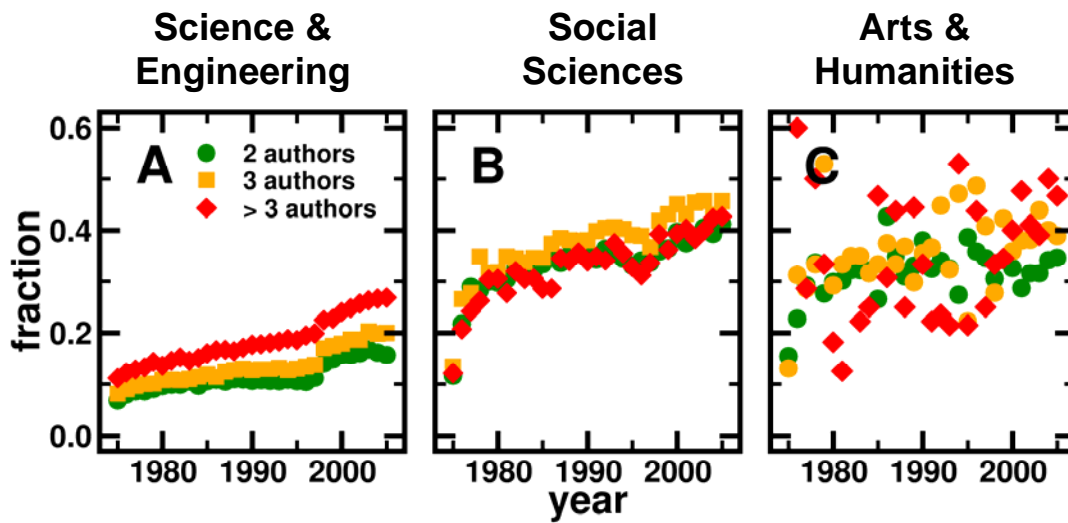 Science &
Engineering
Social
Sciences
Arts &
Humanities
fraction
0.6
0.4
0.2
0.0
A
2 authors
3 authors
> 3 authors
B
C
1980 1990 2000
1980 1990 2000
1980 1990 2000
year